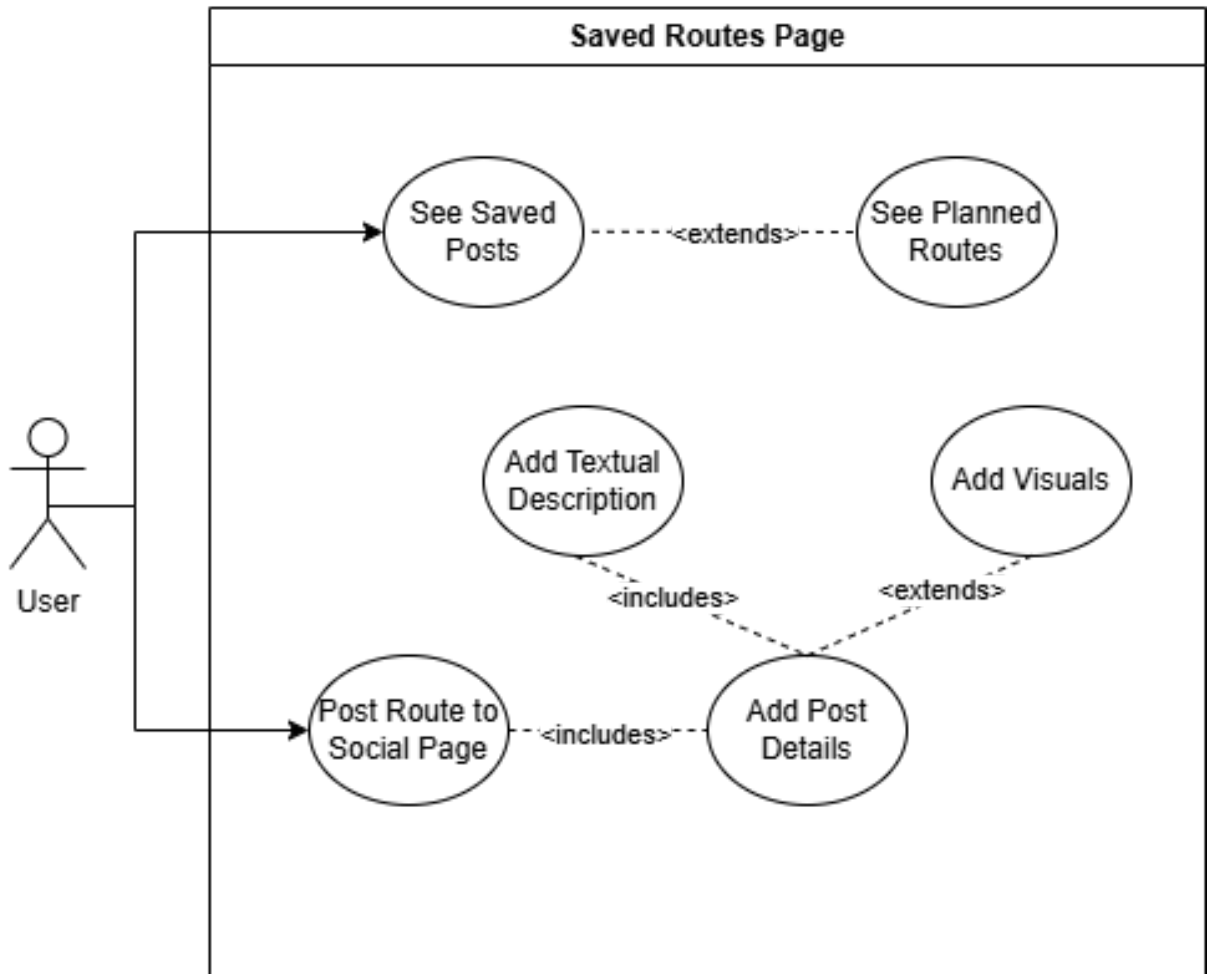 Saved Routes Page
See Saved
Posts
<extends>
See Planned
Routes
Add Textual
Description
Add Visuals
<includes>
<extends>
User
Post Route to
Social Page
<includes>
Add Post
Details